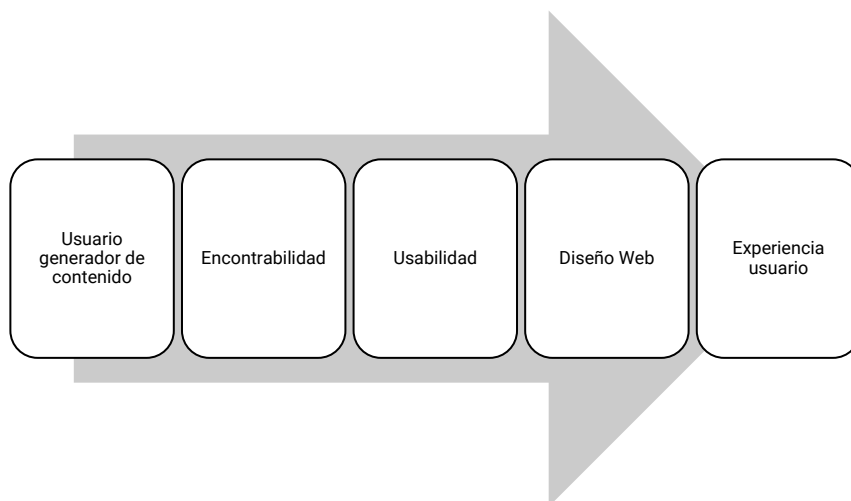 Usuario
generador de
contenido
Encontrabilidad
Usabilidad
Diseño Web
Experiencia
usuario